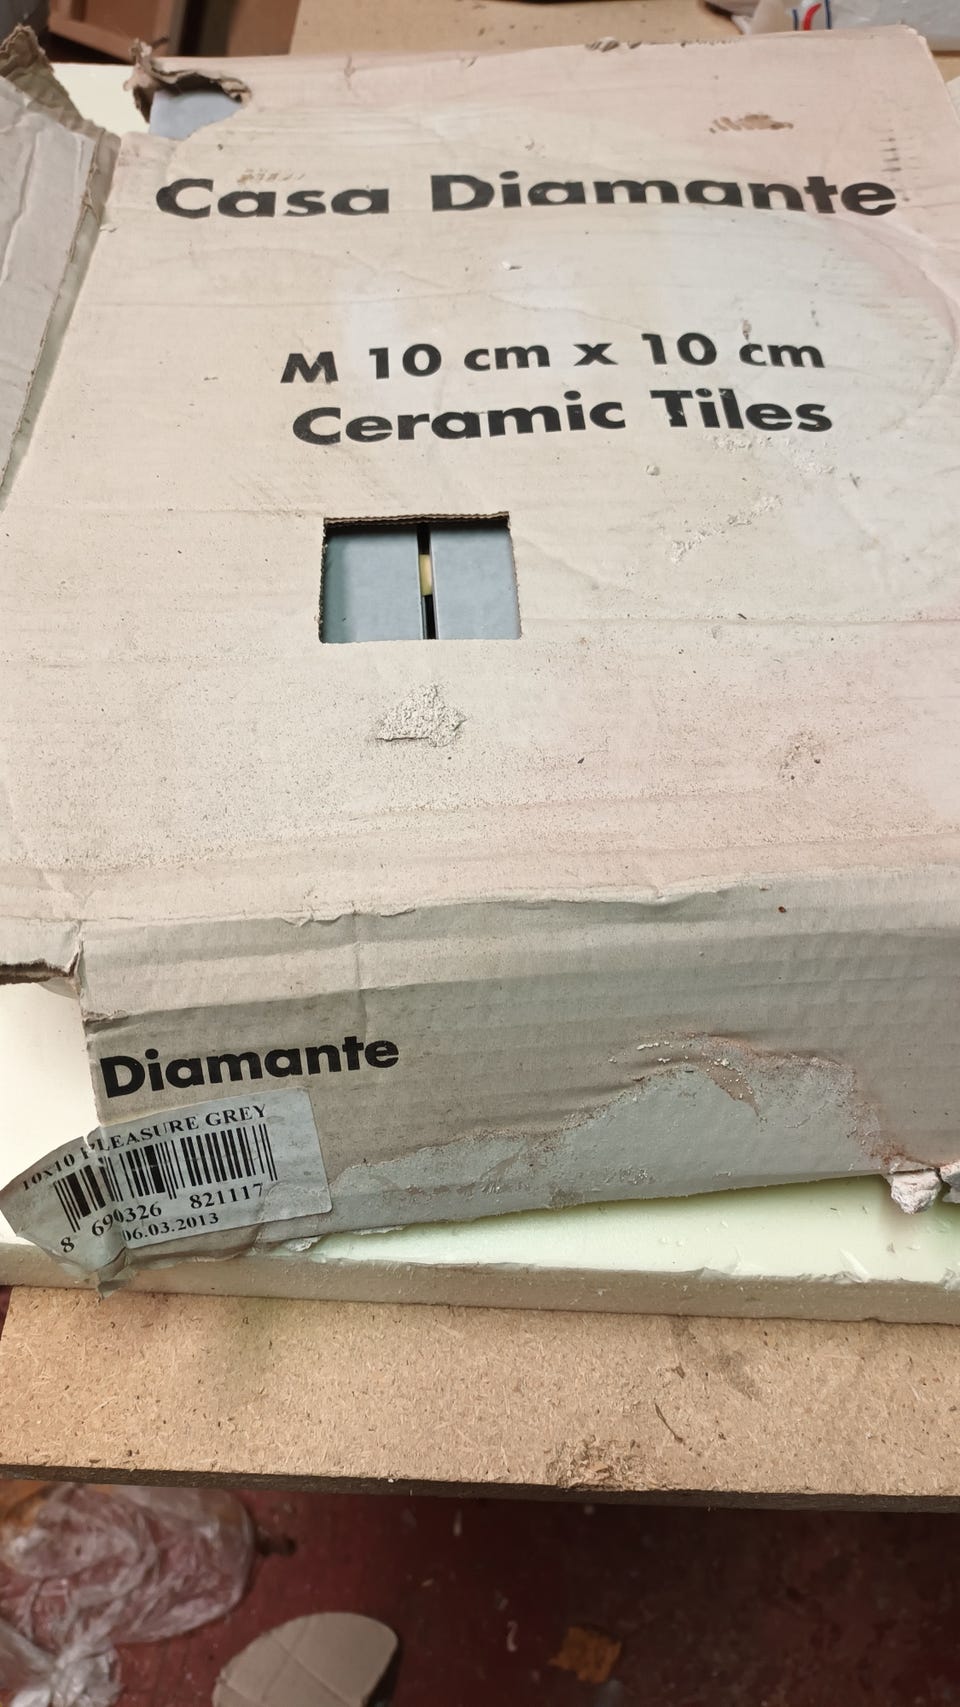 Casa Diamante
M 10 cm x 10 cm
Ceramic Tiles
Diamante
10x10 PLEASURE GREY
8 690326 821117
06.03.2013